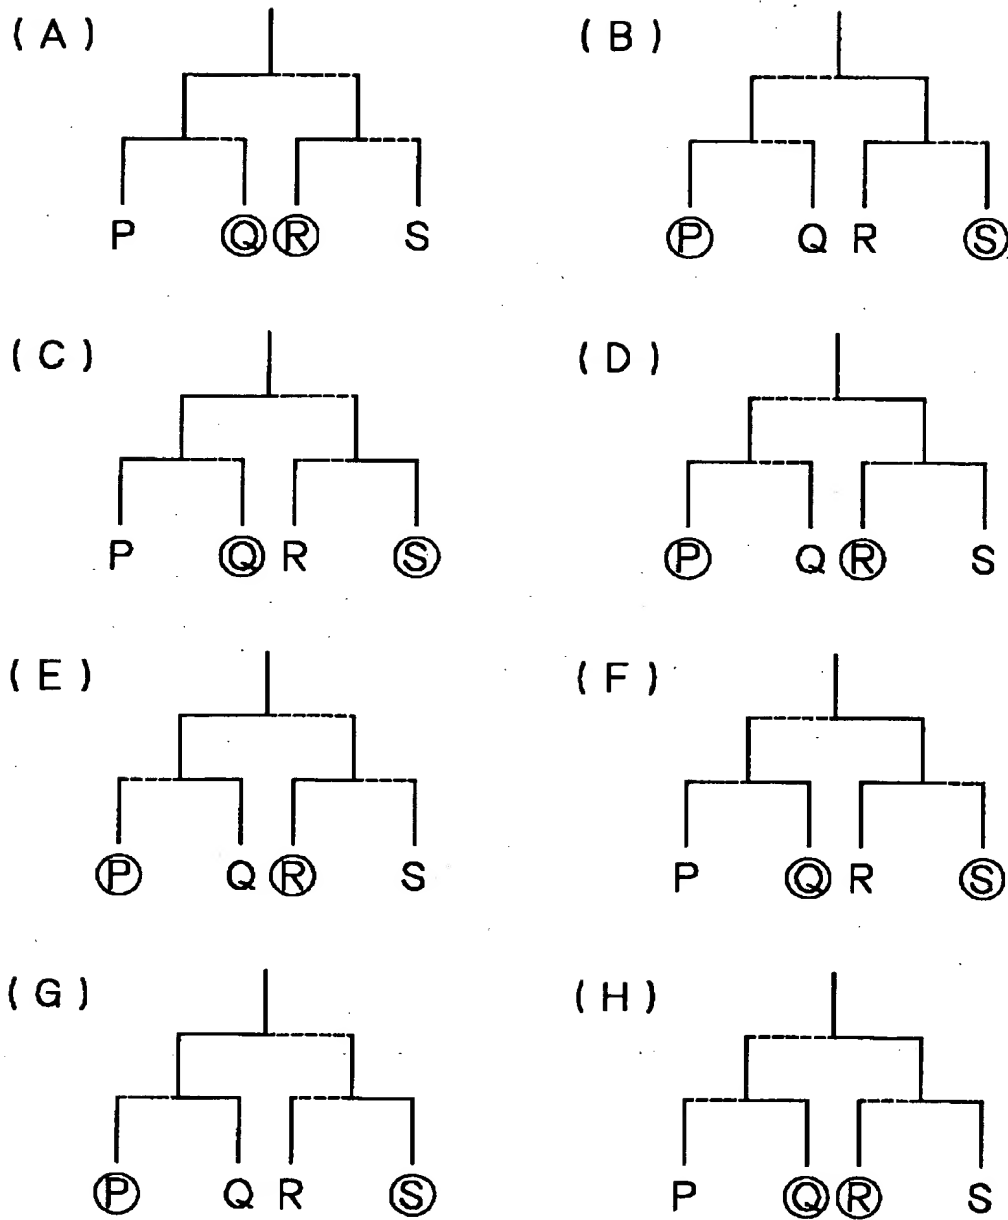 (A) (B)
P Q R S P Q R S
(C) (D)
P Q R S P Q R S
(E) (F)
P Q R S P Q R S
(G) (H)
P Q R S P Q R S